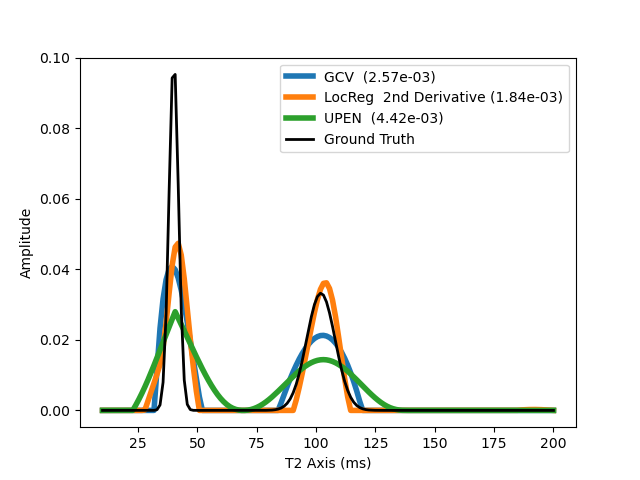 0.10
0.08
0.06
0.04
0.02
0.00
Amplitude
GCV (2.57e-03)
LocReg 2nd Derivative (1.84e-03)
UPEN (4.42e-03)
Ground Truth
25 50 75 100 125 150 175 200
T2 Axis (ms)